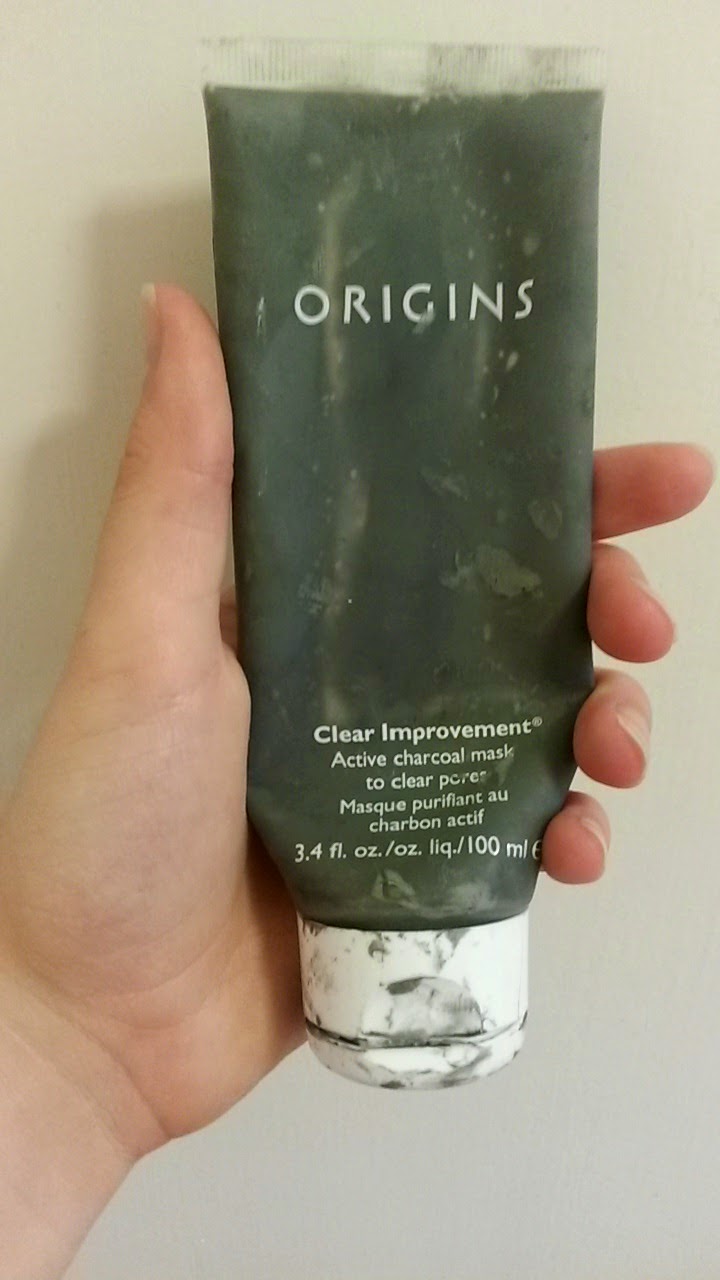 ORIGINS
Clear Improvement®
Active charcoal mask
to clear pores
Masque purifiant au
charbon actif
3.4 fl. oz./oz. liq./100 ml e